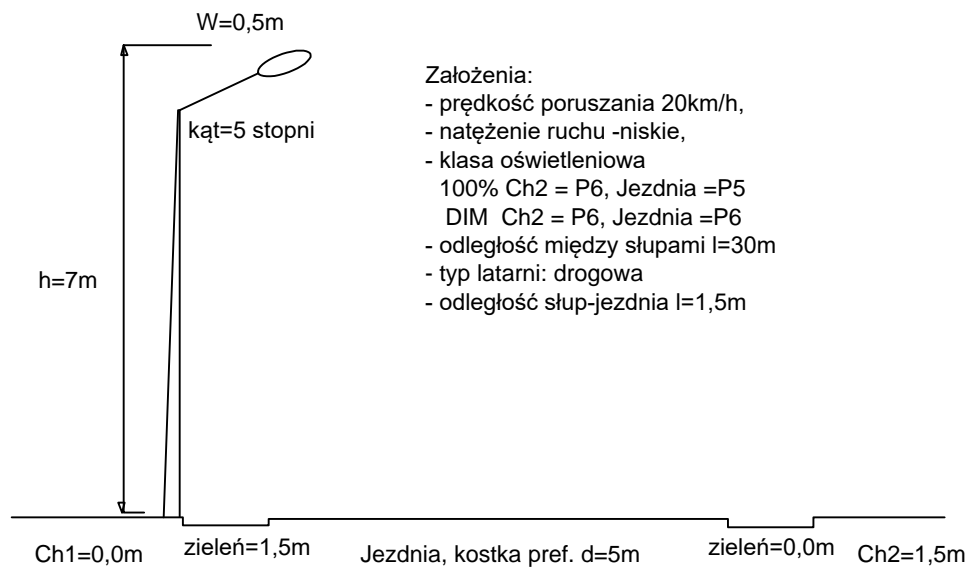 W=0,5m
kąt=5 stopni
h=7m
Założenia:
- prędkość poruszania 20km/h,
- natężenie ruchu -niskie,
- klasa oświetleniowa
100% Ch2 = P6, Jezdnia =P5
DIM Ch2 = P6, Jezdnia =P6
- odległość między słupami l=30m
- typ latarni: drogowa
- odległość słup-jezdnia l=1,5m
Ch1=0,0m
zieleń=1,5m
Jezdnia, kostka pref. d=5m
zieleń=0,0m
Ch2=1,5m